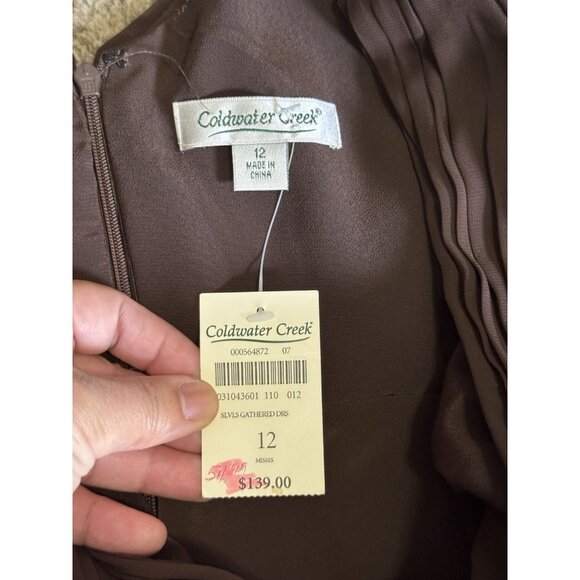 Coldwater Creek®
12
MADE IN
CHINA
Coldwater Creek
000564872 07
031043601 110 012
SLVLS GATHERED DRS
12
MISSES
$139.00